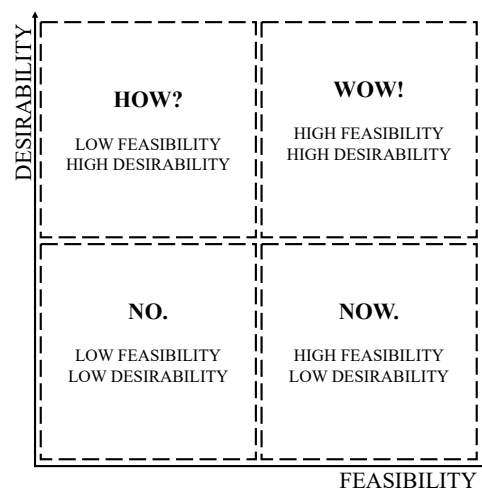 DESIRABILITY
HOW?
LOW FEASIBILITY
HIGH DESIRABILITY
WOW!
HIGH FEASIBILITY
HIGH DESIRABILITY
NO.
LOW FEASIBILITY
LOW DESIRABILITY
NOW.
HIGH FEASIBILITY
LOW DESIRABILITY
FEASIBILITY